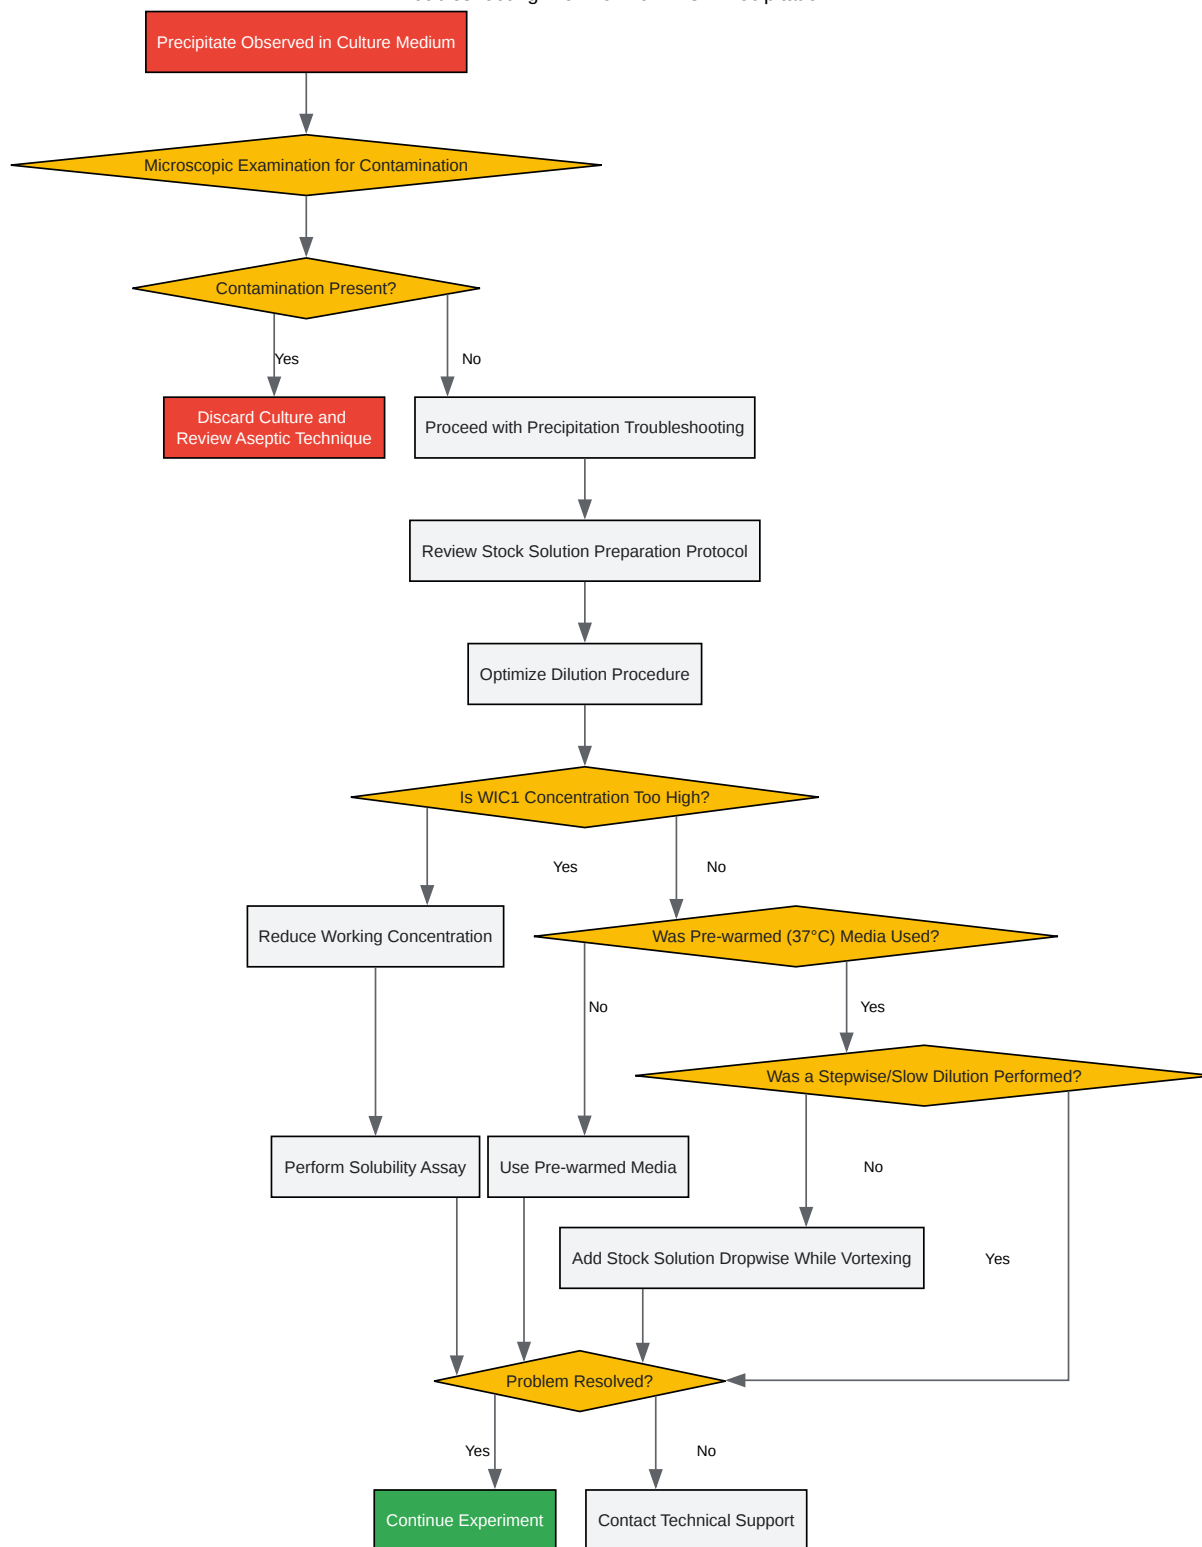 Precipitate Observed in Culture Medium
Microscopic Examination for Contamination
Contamination Present?
Yes
No
Discard Culture and
Review Aseptic Technique
Proceed with Precipitation Troubleshooting
Review Stock Solution Preparation Protocol
Optimize Dilution Procedure
Is WIC1 Concentration Too High?
Yes
No
Reduce Working Concentration
Was Pre-warmed (37°C) Media Used?
No
Yes
Was a Stepwise/Slow Dilution Performed?
Perform Solubility Assay
Use Pre-warmed Media
No
Add Stock Solution Dropwise While Vortexing
Yes
Problem Resolved?
Yes
No
Continue Experiment
Contact Technical Support